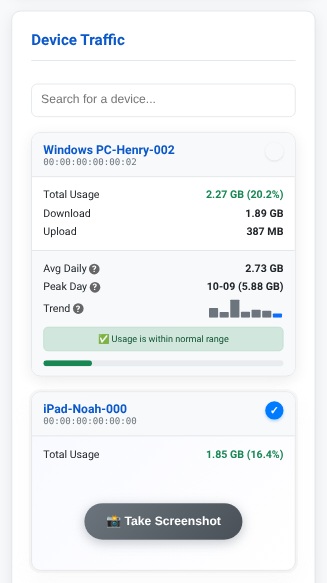 Device Traffic
Search for a device...
Windows PC-Henry-002
00:00:00:00:00:02
Total Usage 2.27 GB (20.2%)
Download 1.89 GB
Upload 387 MB
Avg Daily ? 2.73 GB
Peak Day ? 10-09 (5.88 GB)
Trend ?
✅ Usage is within normal range
iPad-Noah-000
00:00:00:00:00:00
Total Usage 1.85 GB (16.4%)
📸 Take Screenshot